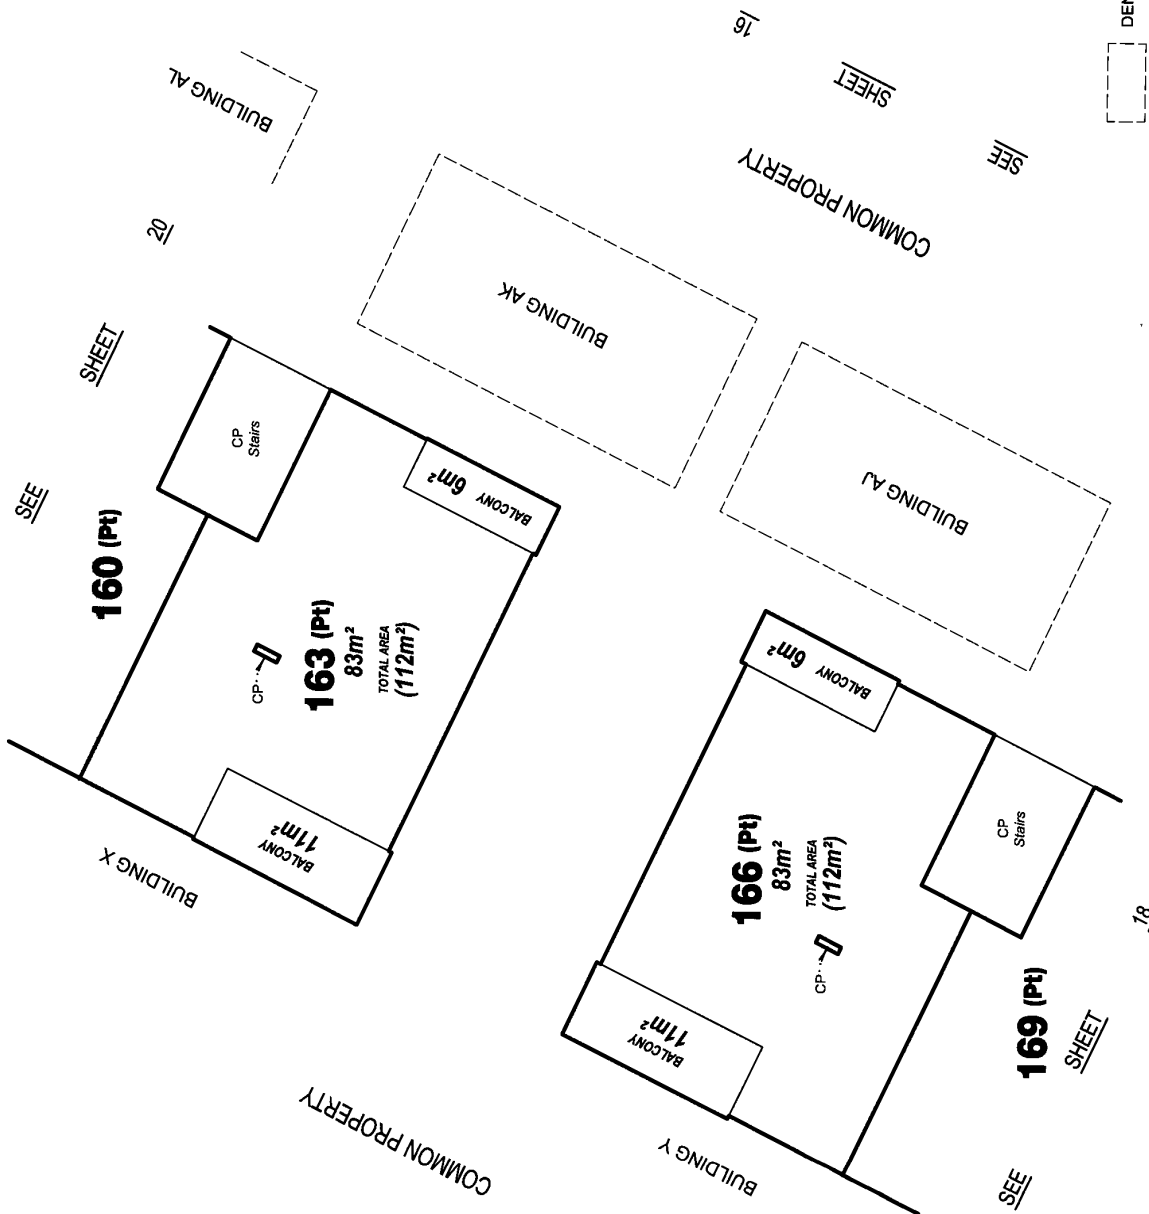 DEN
16
SHEET
SEE
COMMON PROPERTY
BUILDING AL
20
SHEET
SEE
BUILDING AK
BUILDING AJ
CP
Stairs
160 (Pt)
BALCONY 6m²
CP
163 (Pt)
83m²
TOTAL AREA
(112m²)
BALCONY
11m²
BUILDING X
BALCONY 6m²
166 (Pt)
83m²
TOTAL AREA
(112m²)
CP
CP
Stairs
BALCONY
11m²
BUILDING Y
COMMON PROPERTY
169 (Pt)
18
SHEET
SEE